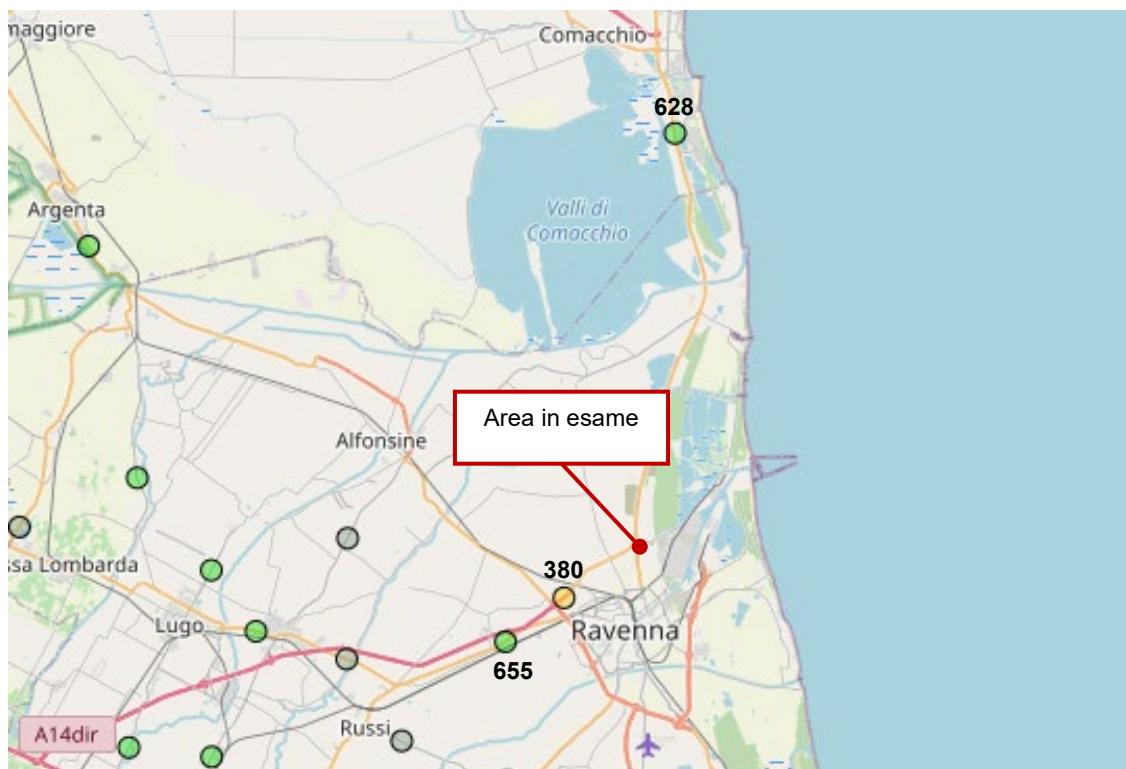 maggiore
Comacchio
628
Argenta
Valli di
Comacchio
Area in esame
Alfonsine
ssa Lombarda
380
Lugo
Ravenna
655
Russi
A14dir